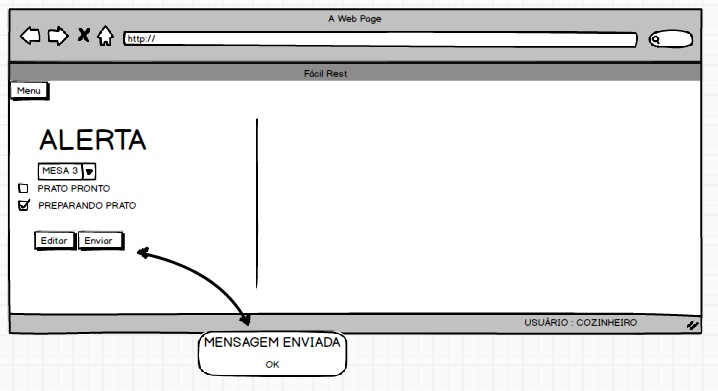 A Web Page
http://
Fácil Rest
Menu
ALERTA
MESA 3
PRATO PRONTO
PREPARANDO PRATO
Editar Enviar
USUÁRIO : COZINHEIRO
MENSAGEM ENVIADA
OK